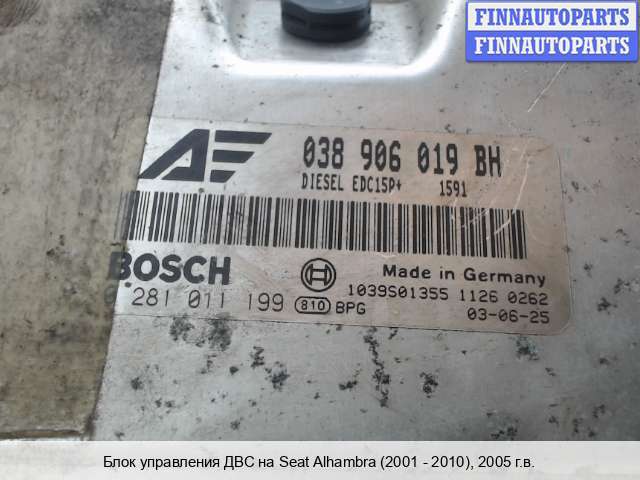 FINNAUTOPARTS
FINNAUTOPARTS
AE 038 906 019 BH
DIESEL EDC15P+ 1591
BOSCH
Made in Germany
0 281 011 199 810 BPG
1039S01355 1126 0262
03-06-25
Блок управления ДВС на Seat Alhambra (2001 - 2010), 2005 г.в.